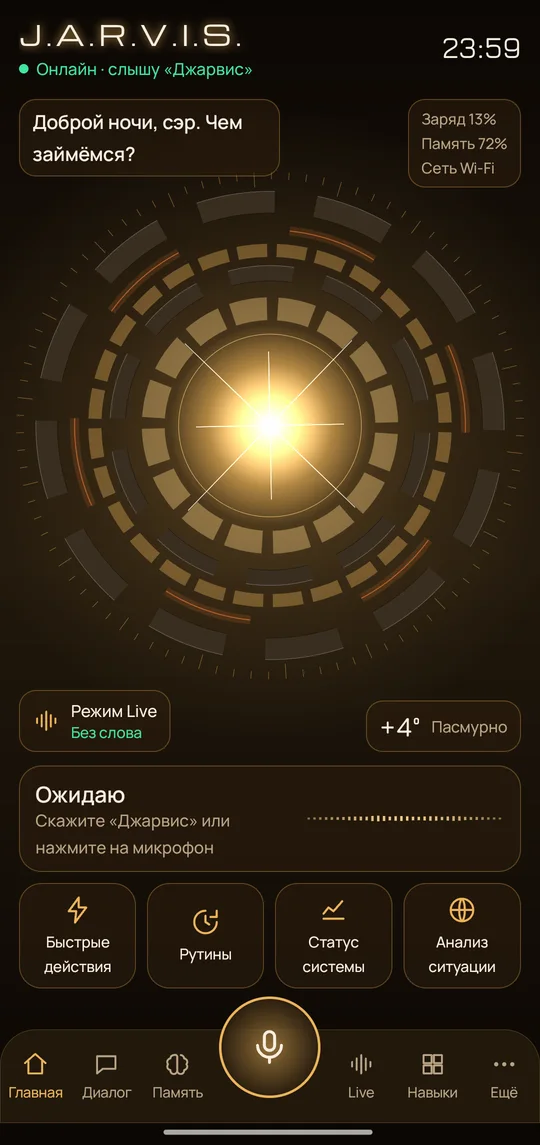 J.A.R.V.I.S.
23:59
Онлайн · слышу «Джарвис»
Доброй ночи, сэр. Чем
займёмся?
Заряд 13%
Память 72%
Сеть Wi-Fi
Режим Live
Без слова
+4° Пасмурно
Ожидаю
Скажите «Джарвис» или
нажмите на микрофон
Быстрые
действия
Рутины
Статус
системы
Анализ
ситуации
Главная
Диалог
Память
Live
Навыки
Ещё